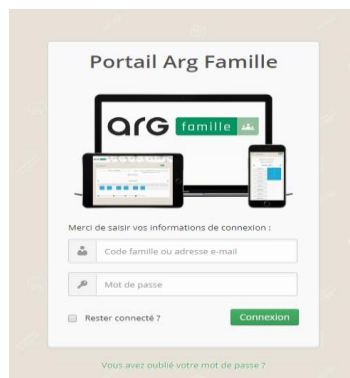 Portail Arg Famille
arg famille
Merci de saisir vos informations de connexion :
Code famille ou adresse e-mail
Mot de passe
Rester connecté ?
Connexion
Vous avez oublié votre mot de passe ?